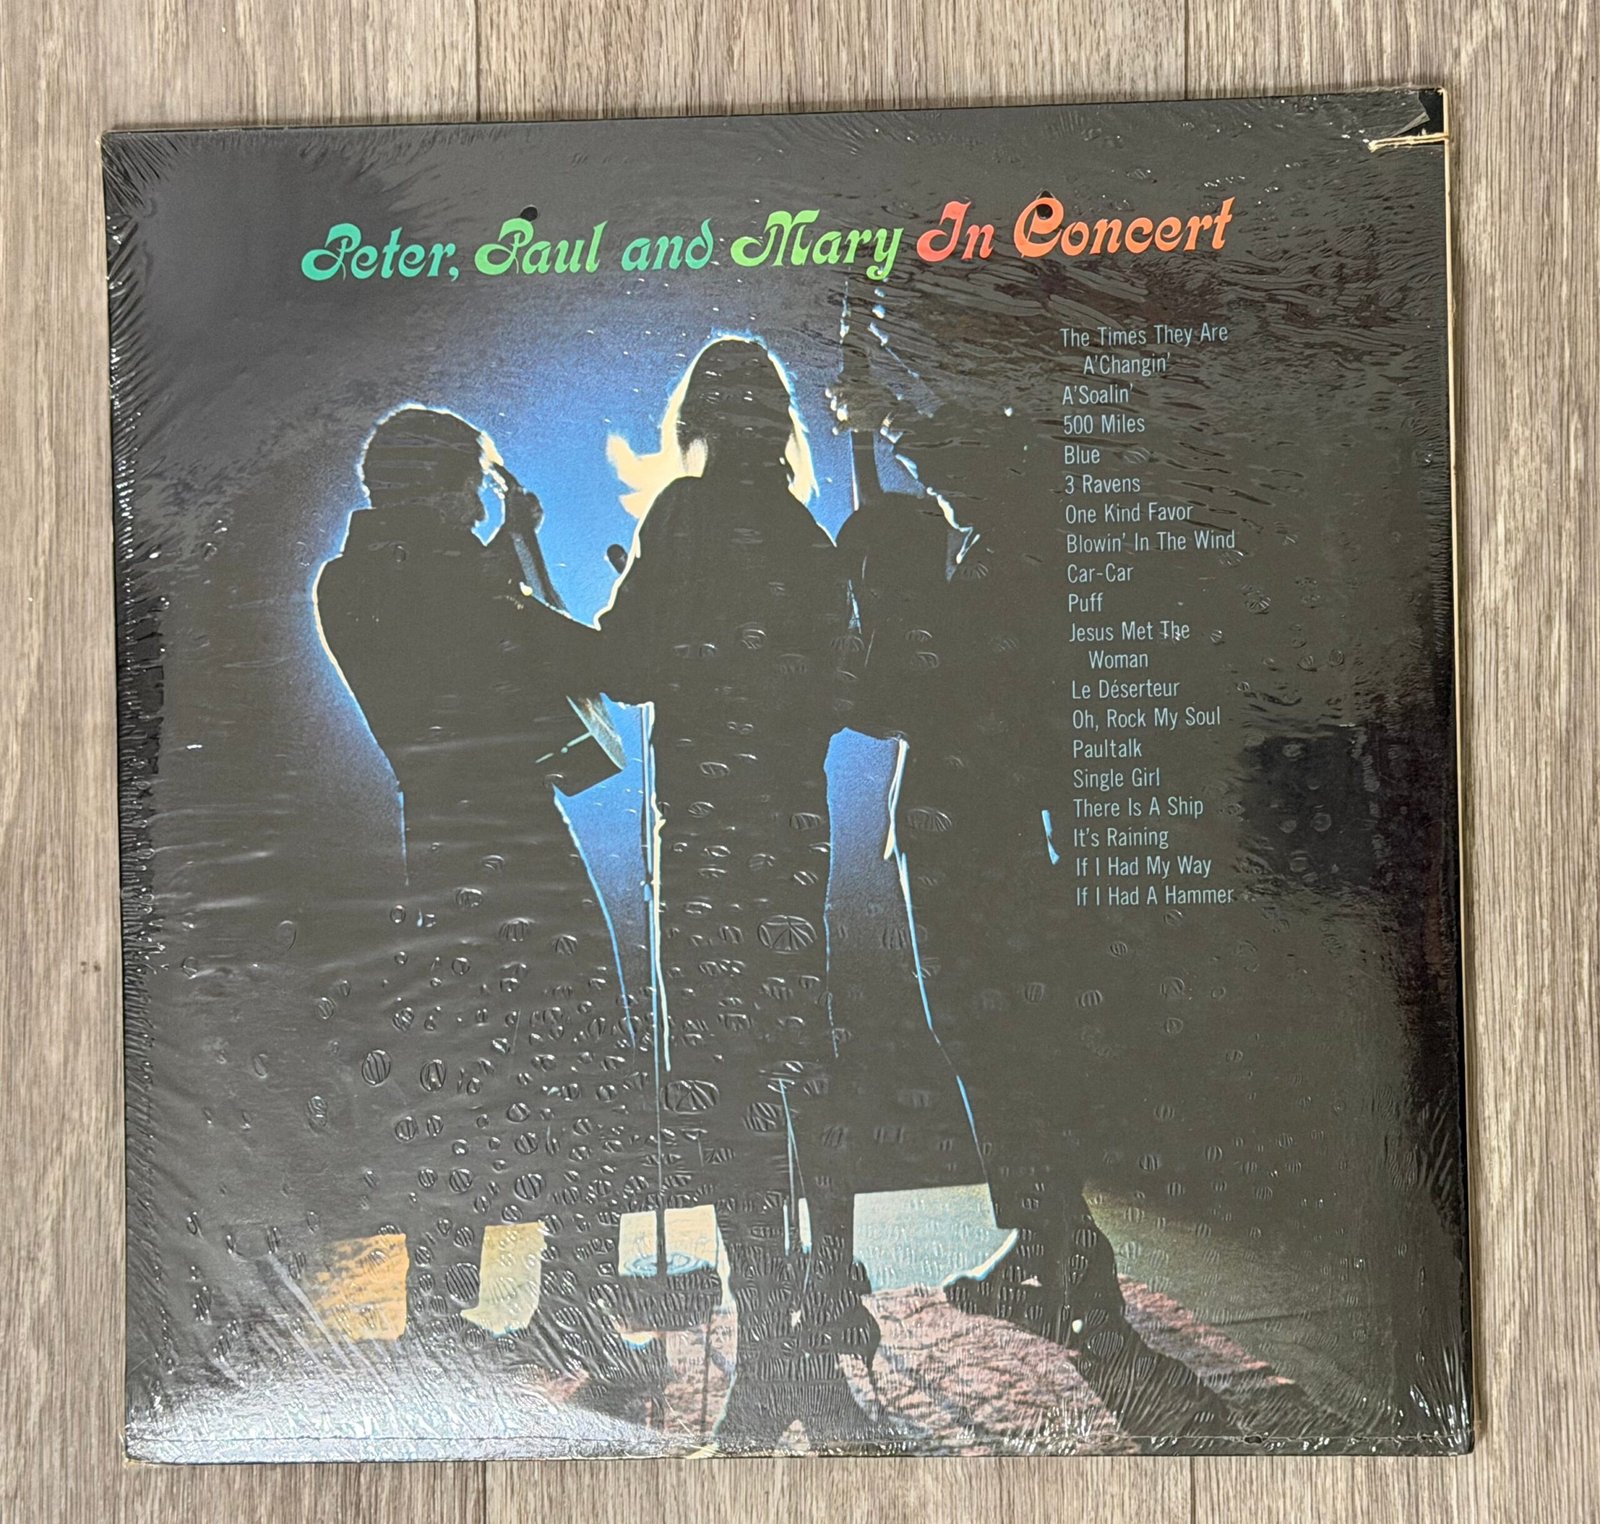 Peter, Paul and Mary In Concert
The Times They Are
A'Changin'
A'Soalin'
500 Miles
Blue
3 Ravens
One Kind Favor
Blowin' In The Wind
Car-Car
Puff
Jesus Met The
Woman
Le Déserteur
Oh, Rock My Soul
Paultalk
Single Girl
There Is A Ship
It's Raining
If I Had My Way
If I Had A Hammer